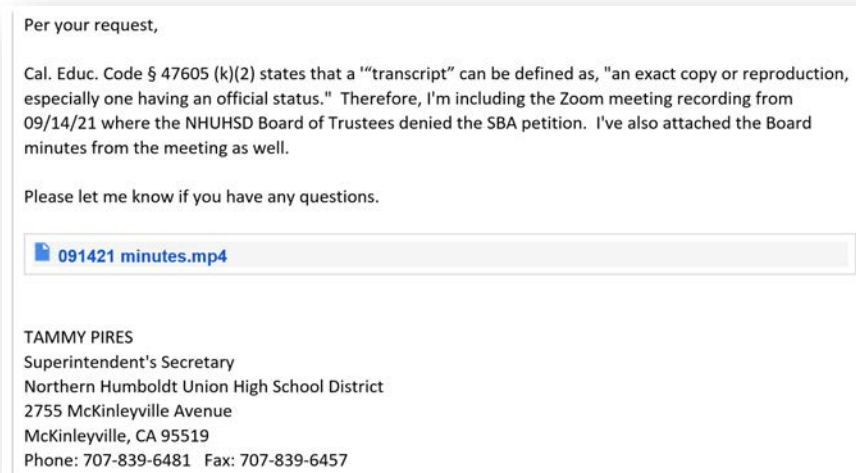 Per your request,
Cal. Educ. Code § 47605 (k)(2) states that a '“transcript” can be defined as, "an exact copy or reproduction,
especially one having an official status."  Therefore, I'm including the Zoom meeting recording from
09/14/21 where the NHUHSD Board of Trustees denied the SBA petition.  I've also attached the Board
minutes from the meeting as well.
Please let me know if you have any questions.
091421 minutes.mp4
TAMMY PIRES
Superintendent's Secretary
Northern Humboldt Union High School District
2755 McKinleyville Avenue
McKinleyville, CA 95519
Phone: 707-839-6481   Fax: 707-839-6457